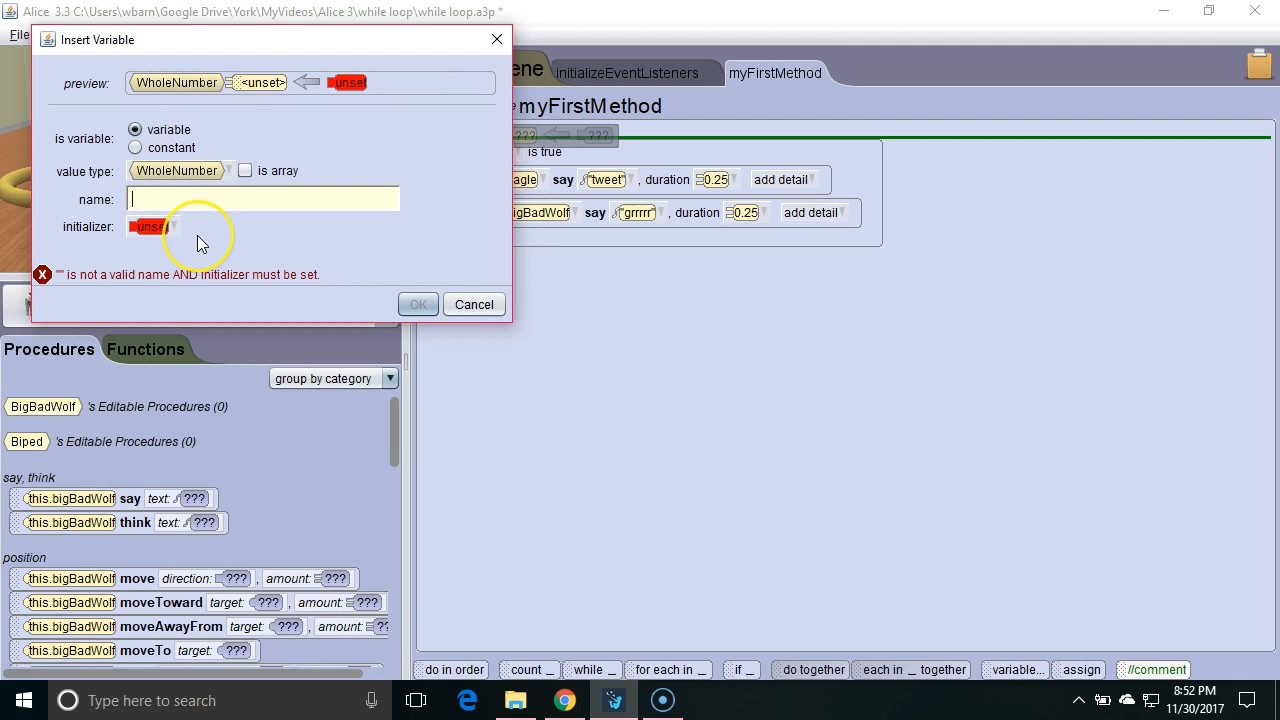 Alice 3.3 C:\Users\wbarn\Google Drive\York\MyVideos\Alice 3\while loop\while loop.a3p *
File
Insert Variable
preview: WholeNumber <unset> unset
is variable: variable
constant
value type: WholeNumber is array
name:
initializer: unset
"" is not a valid name AND initializer must be set.
OK Cancel
ene initializeEventListeners myFirstMethod
myFirstMethod
??? ???
is true
agle say "tweet" , duration 0.25 add detail
igBadWolf say "grrrrr" , duration 0.25 add detail
Procedures Functions
group by category
BigBadWolf 's Editable Procedures (0)
Biped 's Editable Procedures (0)
say, think
this.bigBadWolf say text: ???
this.bigBadWolf think text: ???
position
this.bigBadWolf move direction: ??? , amount: ???
this.bigBadWolf moveToward target: ??? , amount: ???
this.bigBadWolf moveAwayFrom target: ??? , amount: ??
this.bigBadWolf moveTo target: ???
do in order count _ while _ for each in _ if _ do together each in _ together variable... assign //comment
Type here to search
8:52 PM
11/30/2017